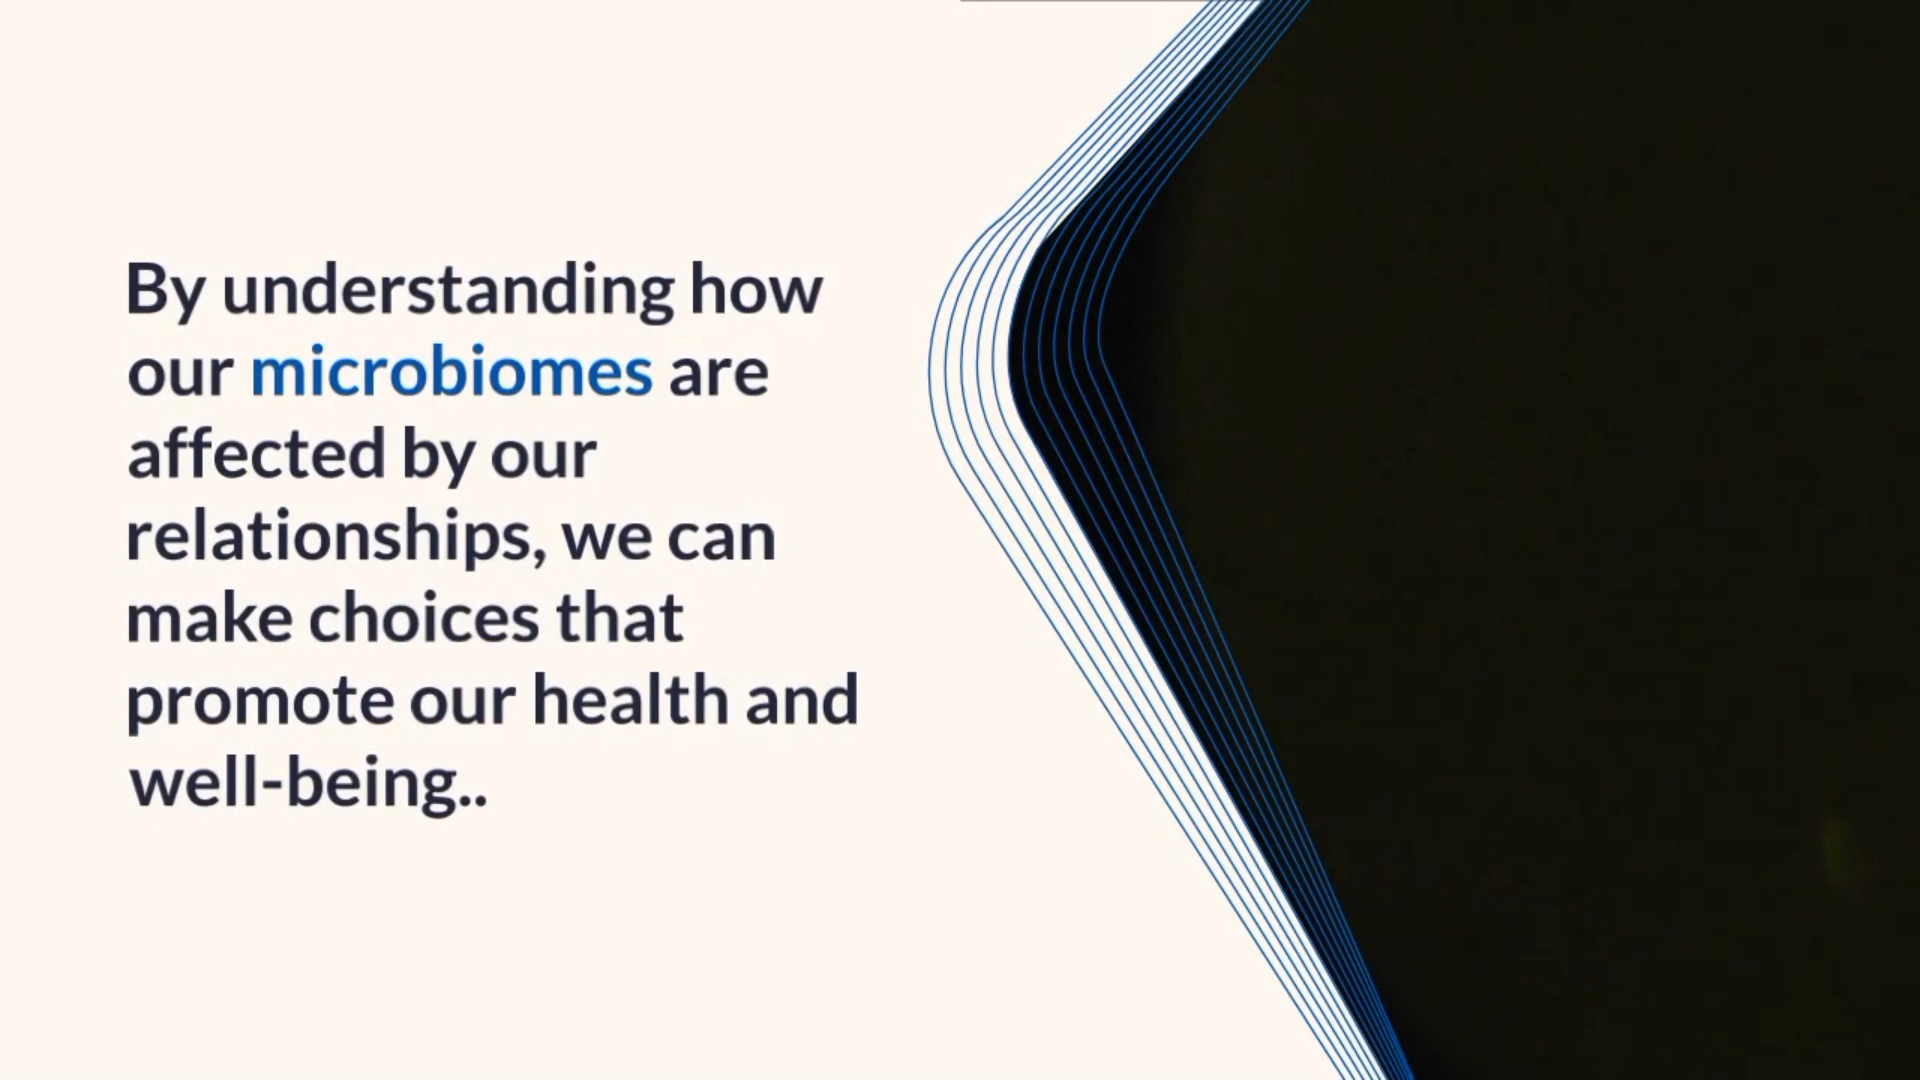 By understanding how
our microbiomes are
affected by our
relationships, we can
make choices that
promote our health and
well-being..